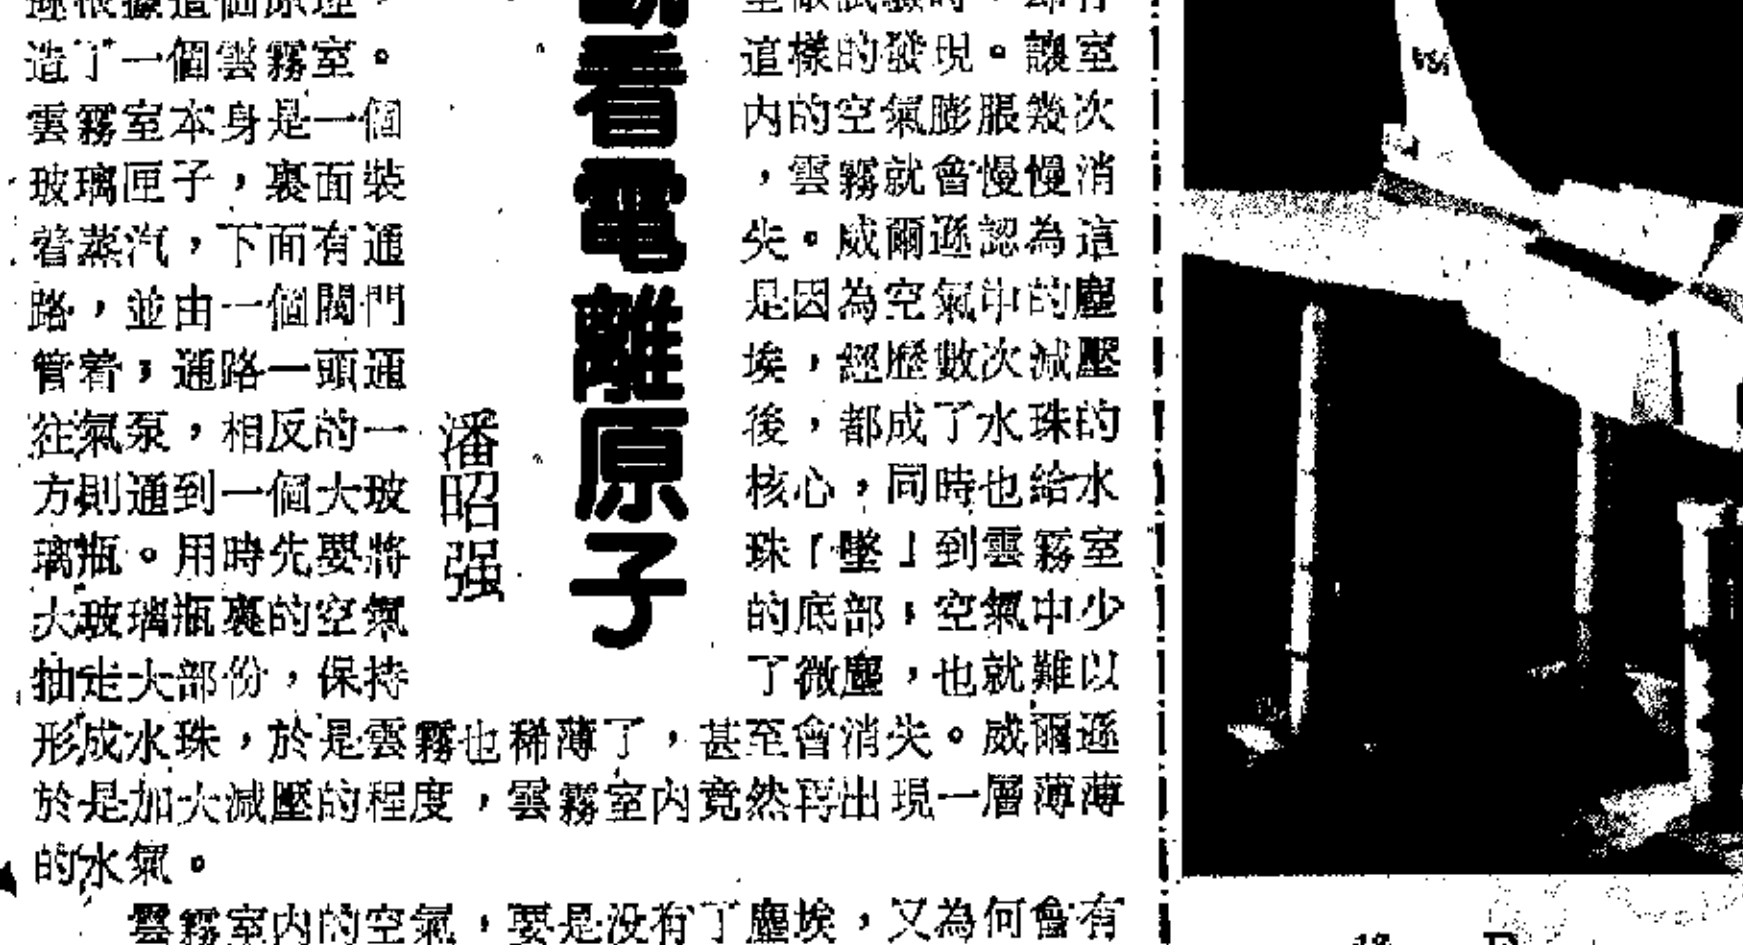 造了一個雲霧室。
雲霧室本身是一個
玻璃匣子，裏面裝
着蒸汽，下面有通
路，並由一個閥門
管着，通路一頭通
往氣泵，相反的一
方則通到一個大玻
璃瓶。用時先要將
大玻璃瓶裏的空氣
抽走大部份，保持
看電離原子
潘昭强
這樣的發現。讓室
內的空氣膨脹幾次
，雲霧就會慢慢消
失。威爾遜認為這
是因為空氣中的塵
埃，經歷數次減壓
後，都成了水珠的
核心，同時也給水
珠「墜」到雲霧室
的底部，空氣中少
了微塵，也就難以
形成水珠，於是雲霧也稀薄了，甚至會消失。威爾遜
於是加大減壓的程度，雲霧室內竟然再出現一層薄薄
的水氣。
雲霧室內的空氣，要是没有了塵埃，又為何會有